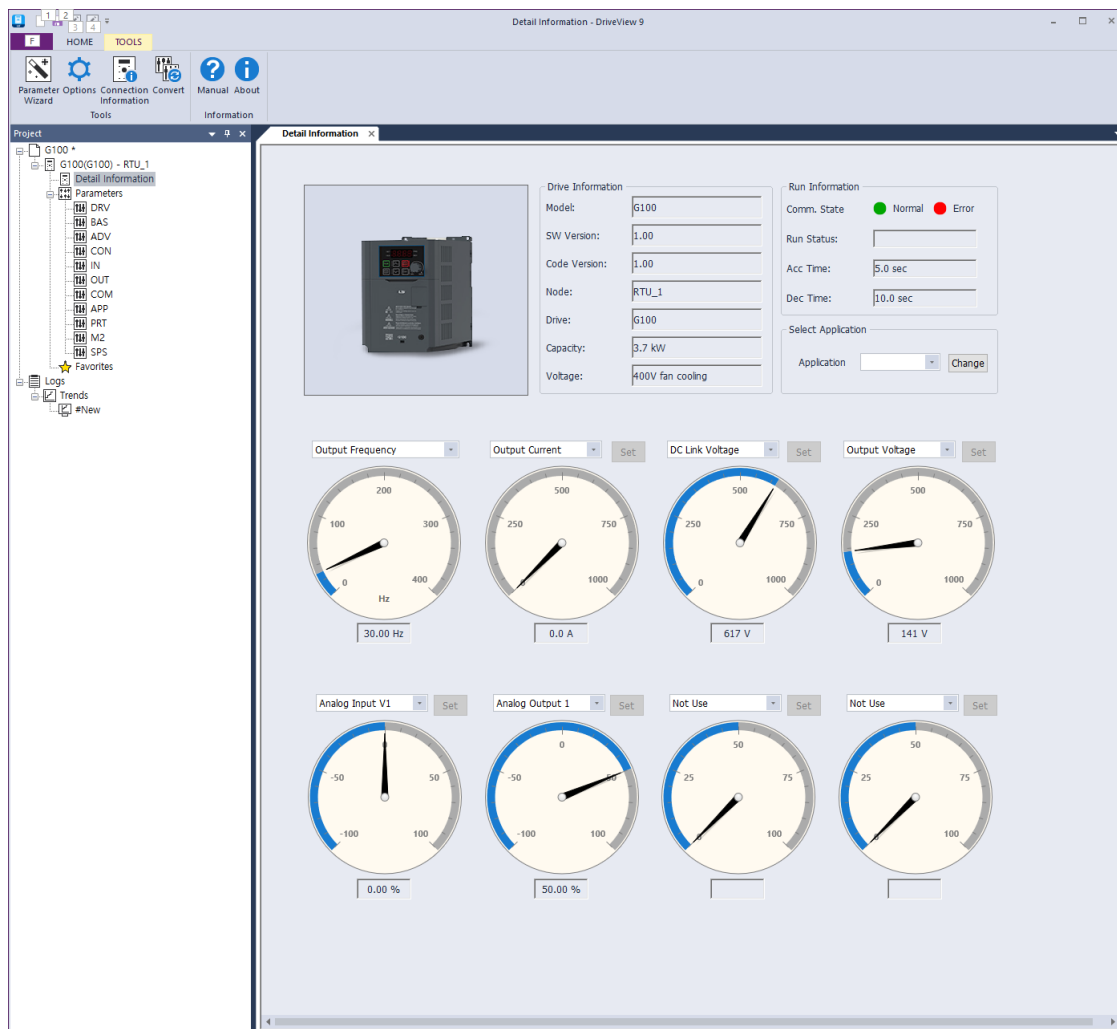 Detail Information - DriveView 9
1 2
3 4
F HOME TOOLS
Parameter Wizard Options Connection Information Convert Manual About
Tools Information
Project
Detail Information
G100 *
G100(G100) - RTU_1
Detail Information
Parameters
DRV
BAS
ADV
CON
IN
OUT
COM
APP
PRT
M2
SPS
Favorites
Logs
Trends
#New
Drive Information
Model: G100
SW Version: 1.00
Code Version: 1.00
Node: RTU_1
Drive: G100
Capacity: 3.7 kW
Voltage: 400V fan cooling
Run Information
Comm. State Normal Error
Run Status:
Acc Time: 5.0 sec
Dec Time: 10.0 sec
Select Application
Application Change
Output Frequency
0 100 200 300 400
Hz
30.00 Hz
Output Current Set
0 250 500 750 1000
0.0 A
DC Link Voltage Set
0 250 500 750 1000
617 V
Output Voltage Set
0 250 500 750 1000
141 V
Analog Input V1 Set
-100 -50 0 50 100
0.00 %
Analog Output 1 Set
-100 -50 0 50 100
50.00 %
Not Use Set
0 25 50 75 100
Not Use Set
0 25 50 75 100